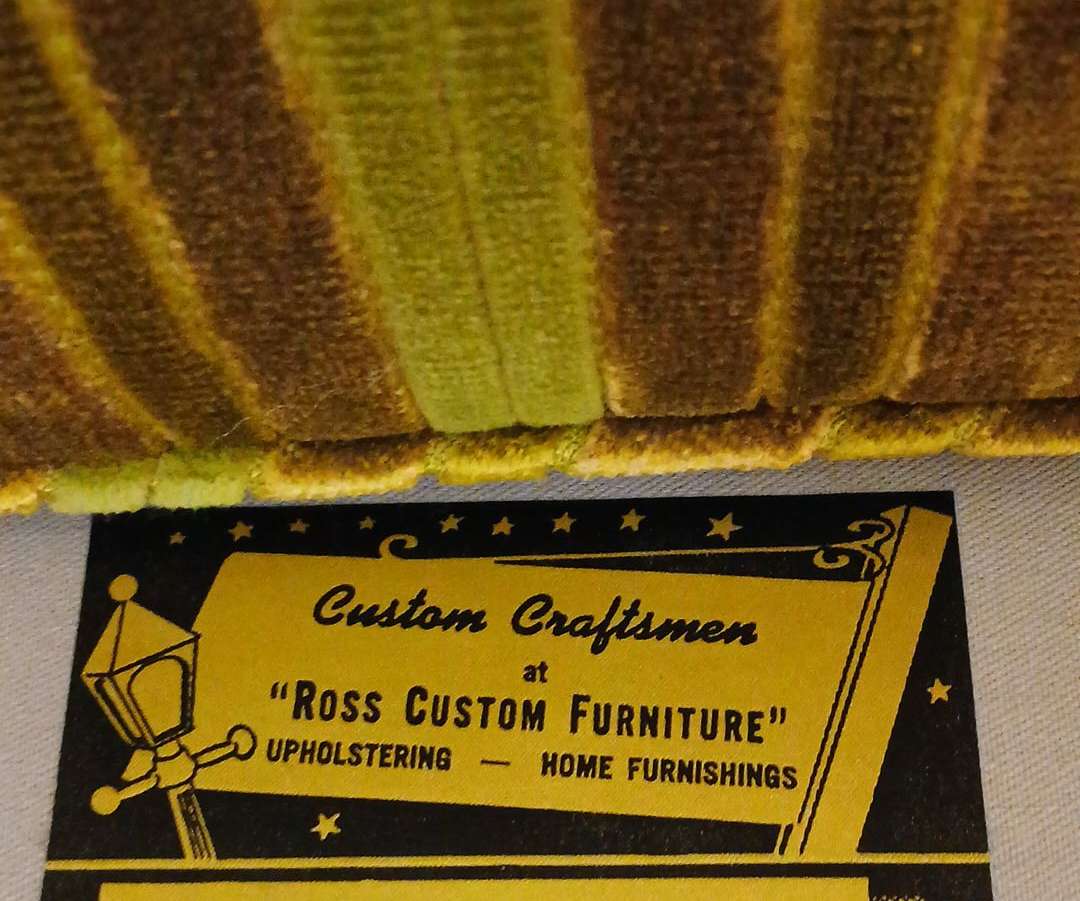 Custom Craftsmen
at
"Ross Custom Furniture"
UPHOLSTERING — HOME FURNISHINGS